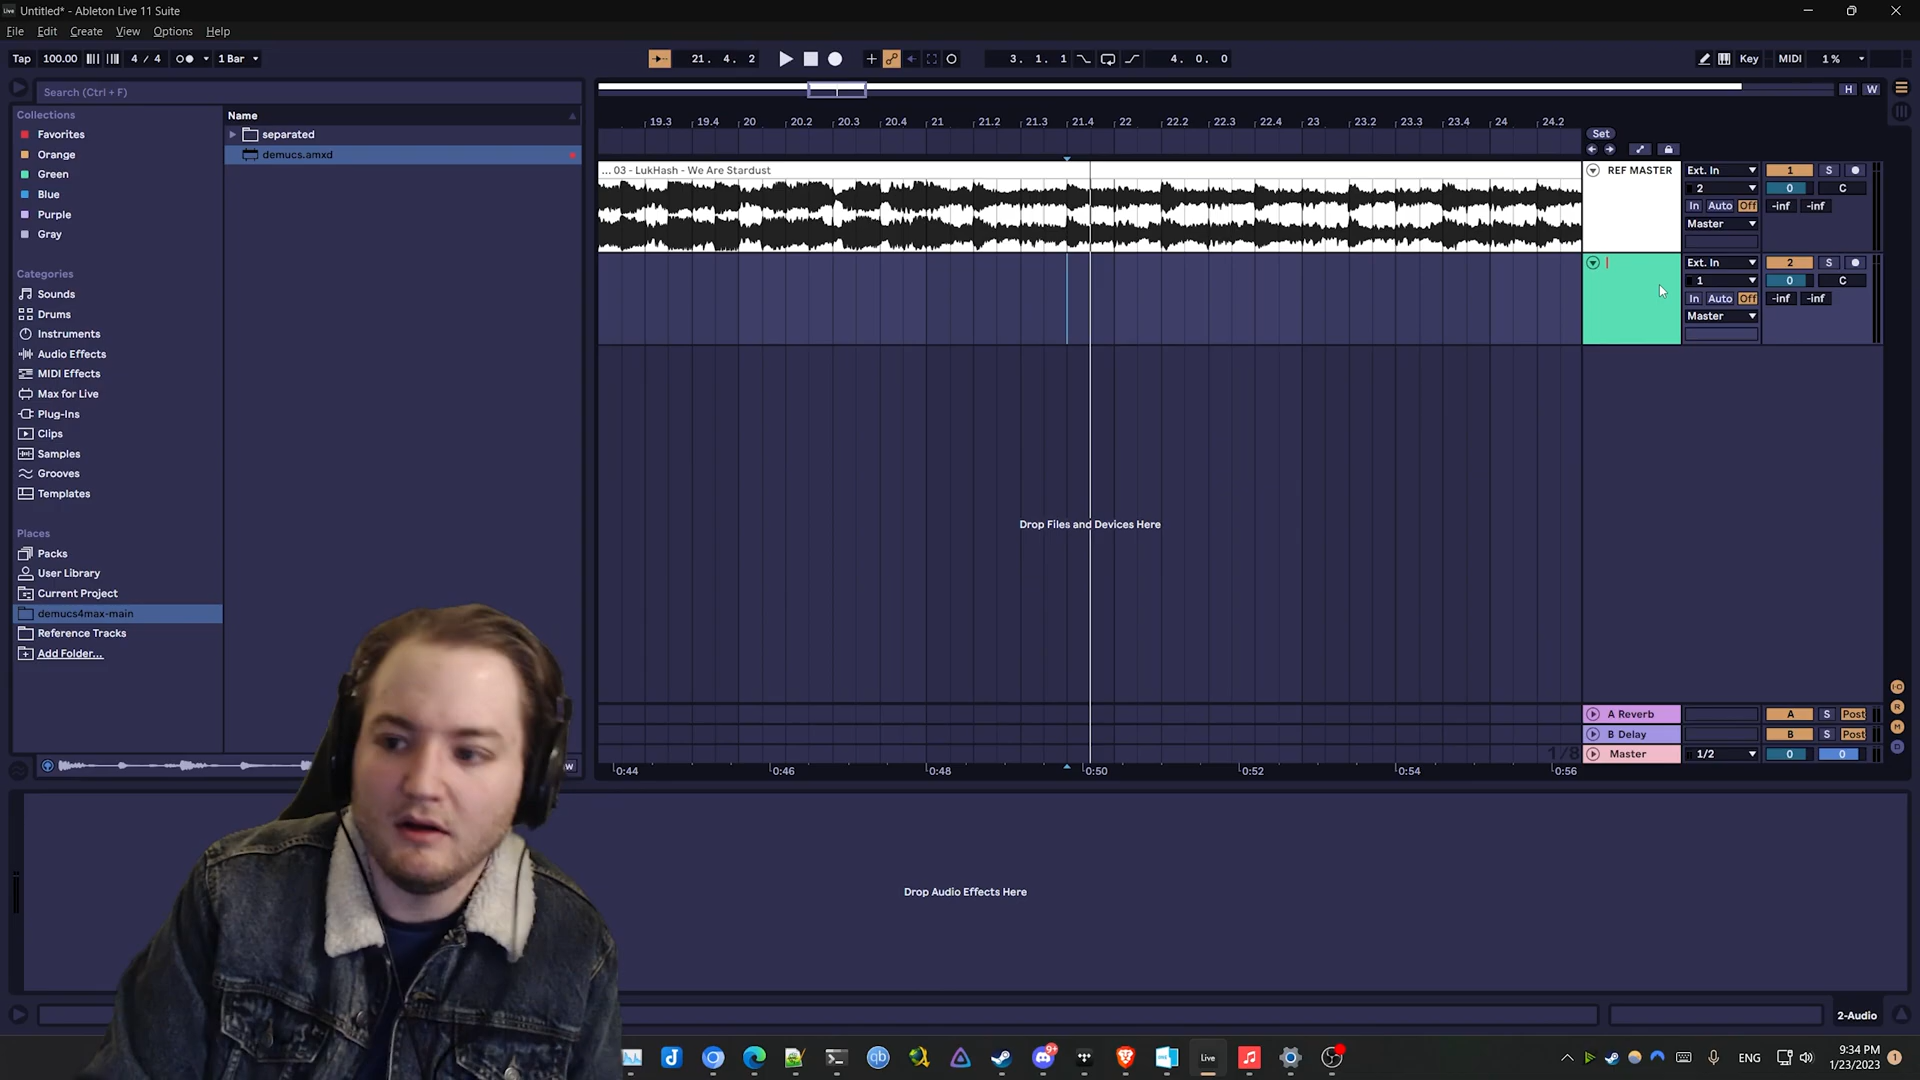 Untitled* - Ableton Live 11 Suite
File Edit Create View Options Help
Tap 100.00 4 / 4 1 Bar 21. 4. 2 3. 1. 1 4. 0. 0 Key MIDI 1 %
Search (Ctrl + F)
H W
Collections
Name
Favorites
separated
Orange
demucs.amxd
Green
Blue
Purple
Gray
Categories
Sounds
Drums
Instruments
Audio Effects
MIDI Effects
Max for Live
Plug-Ins
Clips
Samples
Grooves
Templates
Places
Packs
User Library
Current Project
demucs4max-main
Reference Tracks
Add Folder...
19.3 19.4 20 20.2 20.3 20.4 21 21.2 21.3 21.4 22 22.2 22.3 22.4 23 23.2 23.3 23.4 24 24.2
Set
... 03 - LukHash - We Are Stardust
REF MASTER Ext. In 1 S
2 0 C
In Auto Off -inf -inf
Master
Ext. In 2 S
1 0 C
In Auto Off -inf -inf
Master
Drop Files and Devices Here
A Reverb A S Post
B Delay B S Post
1/8 Master 1/2 0 0
0:44 0:46 0:48 0:50 0:52 0:54 0:56
Drop Audio Effects Here
2-Audio
Live
ENG
9:34 PM
1/23/2023